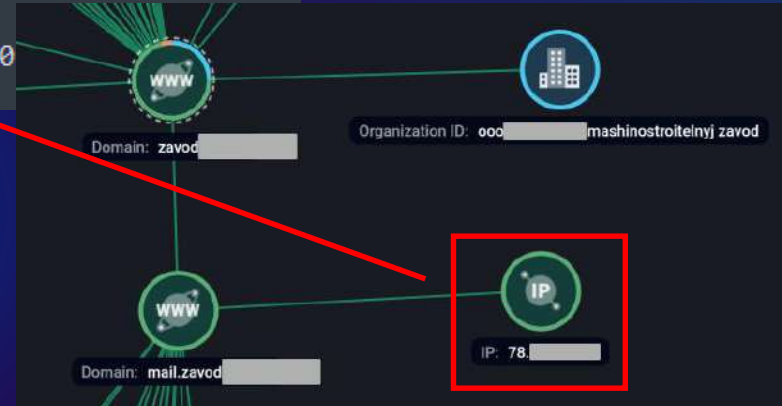 0
www
Organization ID: ooo mashinostroitelnyj zavod
Domain: zavod
www
IP
IP: 78.
Domain: mail.zavod